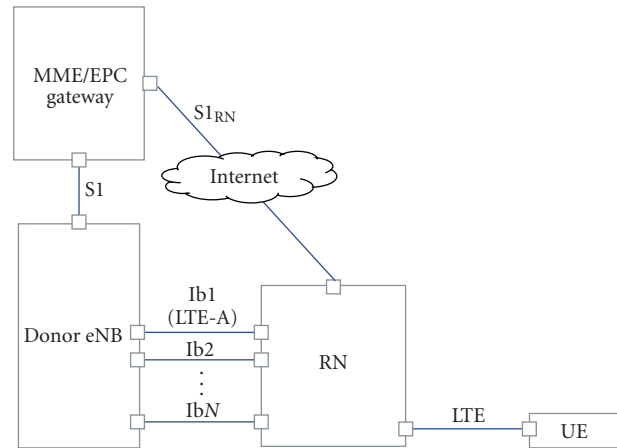 MME/EPC
gateway
S1RN
Internet
S1
Ib1
(LTE-A)
Donor eNB
Ib2
RN
⋮
IbN
LTE
UE